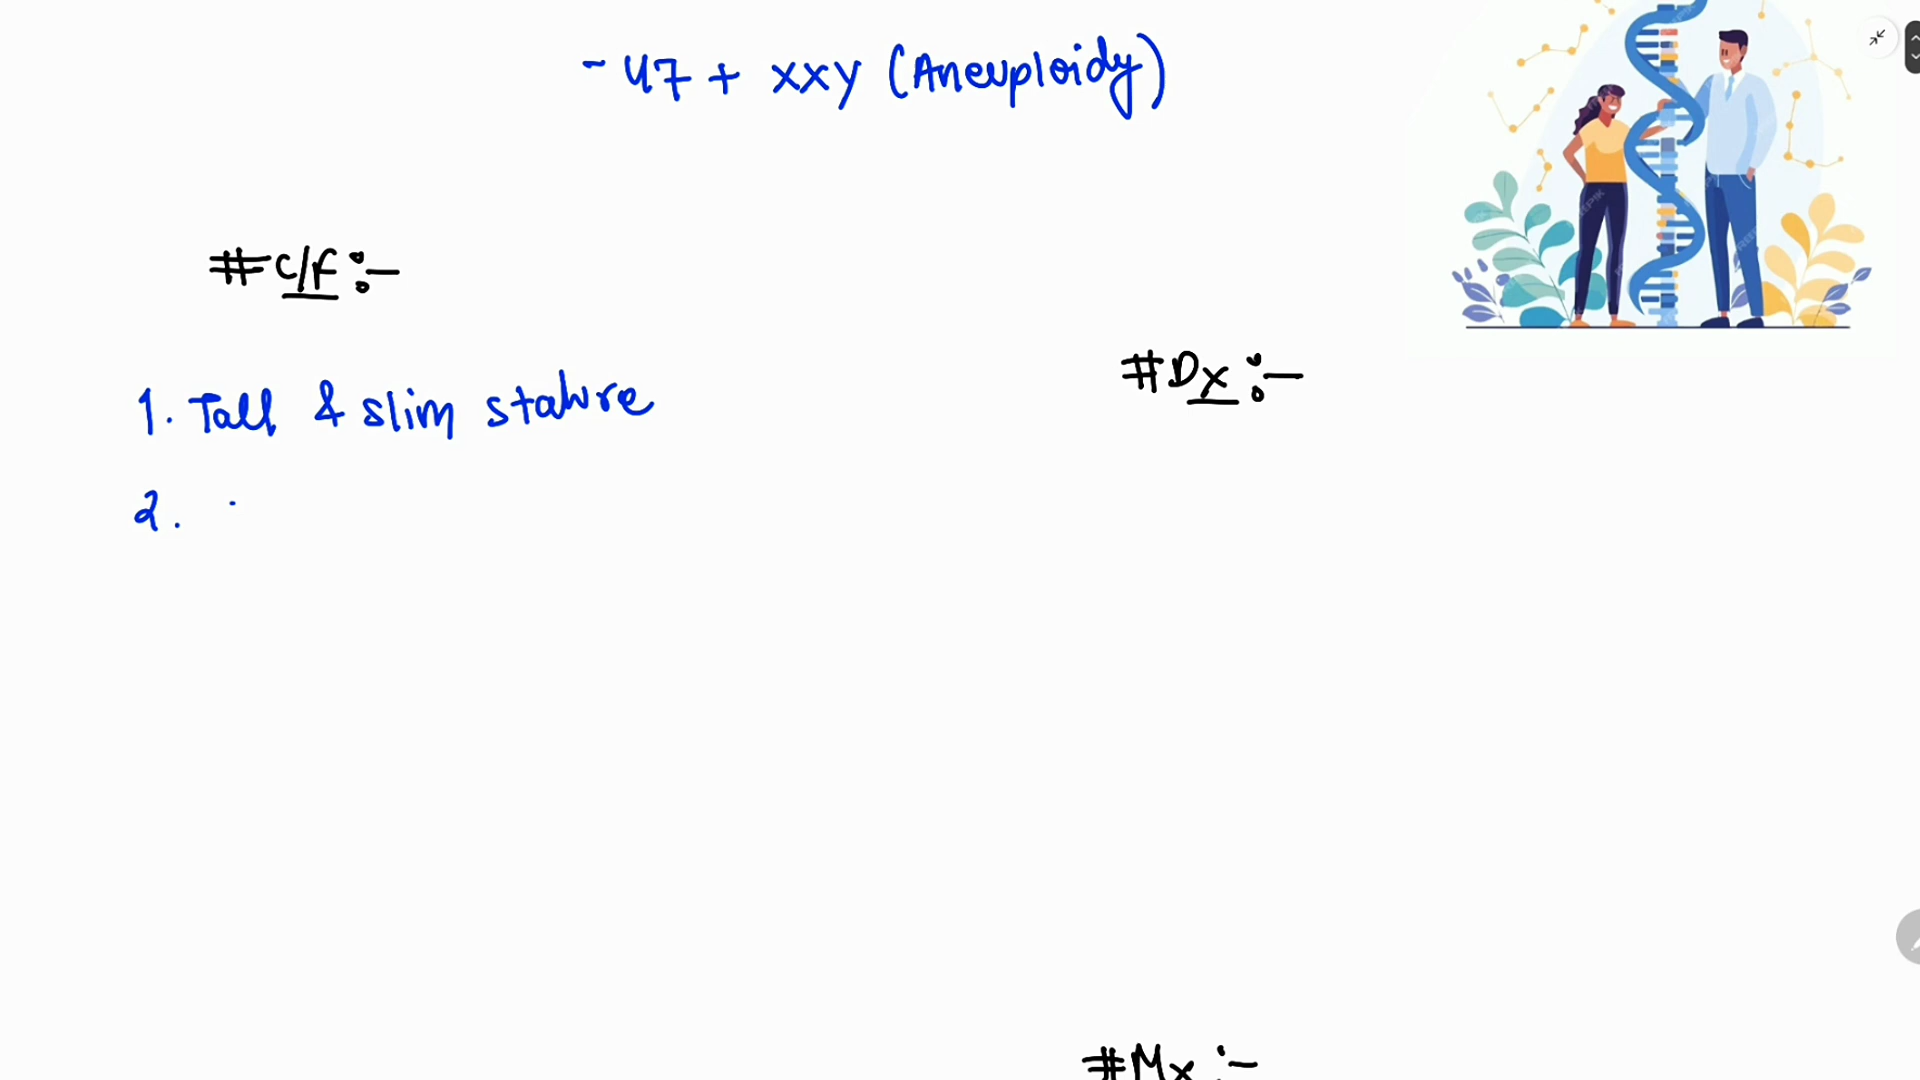 - 47 + xxy (Aneuploidy)
# C/F :-
# Dx :-
1. Tall & slim stature
2.
# Mx :-